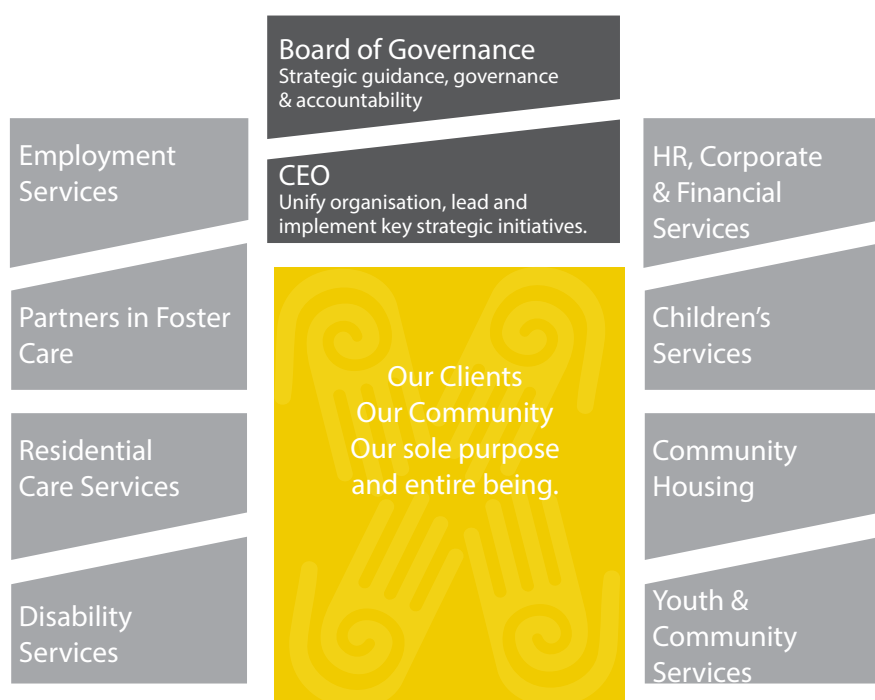 Board of Governance
Strategic guidance, governance
& accountability
CEO
Unify organisation, lead and
implement key strategic initiatives.
Employment
Services
Partners in Foster
Care
Residential
Care Services
Disability
Services
Our Clients
Our Community
Our sole purpose
and entire being.
HR, Corporate
& Financial
Services
Children’s
Services
Community
Housing
Youth &
Community
Services